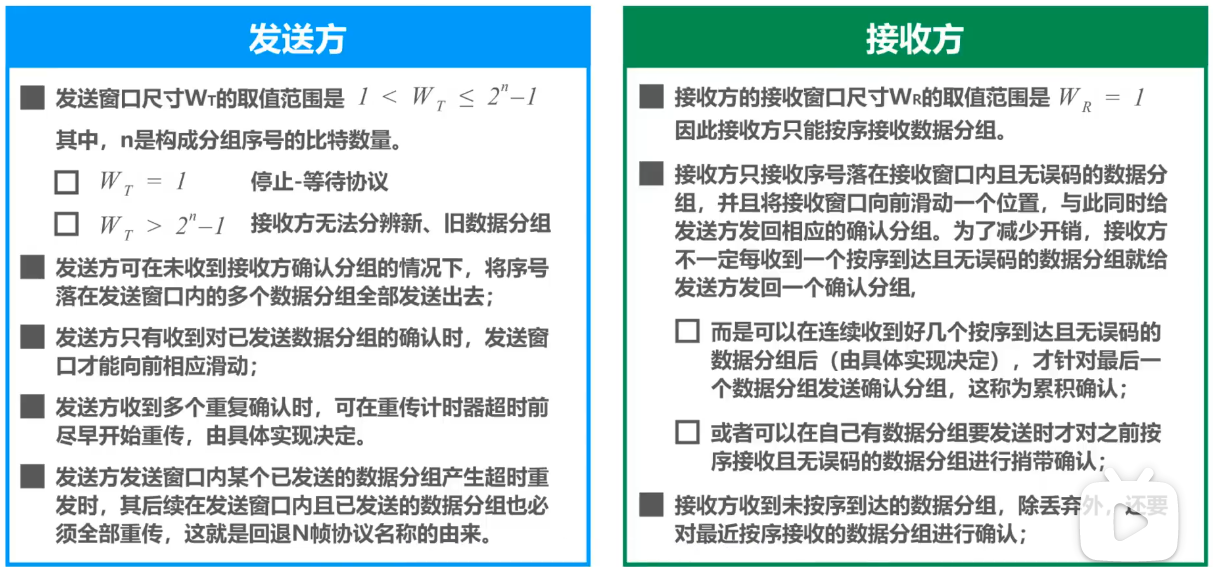 发送方
发送窗口尺寸WT的取值范围是 1 < W_T ≤ 2^n–1
其中，n是构成分组序号的比特数量。
W_T = 1 停止-等待协议
W_T > 2^n–1 接收方无法分辨新、旧数据分组
发送方可在未收到接收方确认分组的情况下，将序号
落在发送窗口内的多个数据分组全部发送出去；
发送方只有收到对已发送数据分组的确认时，发送窗
口才能向前相应滑动；
发送方收到多个重复确认时，可在重传计时器超时前
尽早开始重传，由具体实现决定。
发送方发送窗口内某个已发送的数据分组产生超时重
发时，其后续在发送窗口内且已发送的数据分组也必
须全部重传，这就是回退N帧协议名称的由来。
接收方
接收方的接收窗口尺寸WR的取值范围是 W_R = 1
因此接收方只能按序接收数据分组。
接收方只接收序号落在接收窗口内且无误码的数据分
组，并且将接收窗口向前滑动一个位置，与此同时给
发送方发回相应的确认分组。为了减少开销，接收方
不一定每收到一个按序到达且无误码的数据分组就给
发送方发回一个确认分组,
而是可以在连续收到好几个按序到达且无误码的
数据分组后（由具体实现决定），才针对最后一
个数据分组发送确认分组，这称为累积确认；
或者可以在自己有数据分组要发送时才对之前按
序接收且无误码的数据分组进行捎带确认；
接收方收到未按序到达的数据分组，除丢弃外，还要
对最近按序接收的数据分组进行确认；